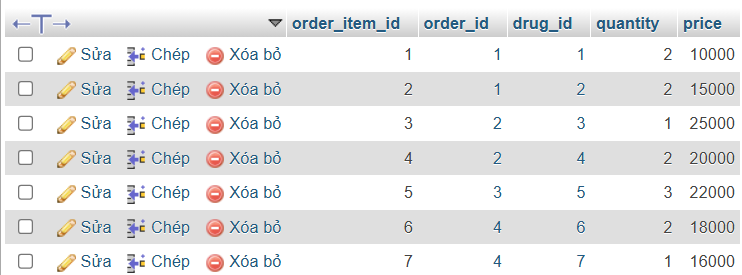 order_item_id order_id drug_id quantity price
Sửa Chép Xóa bỏ 1 1 1 2 10000
Sửa Chép Xóa bỏ 2 1 2 2 15000
Sửa Chép Xóa bỏ 3 2 3 1 25000
Sửa Chép Xóa bỏ 4 2 4 2 20000
Sửa Chép Xóa bỏ 5 3 5 3 22000
Sửa Chép Xóa bỏ 6 4 6 2 18000
Sửa Chép Xóa bỏ 7 4 7 1 16000